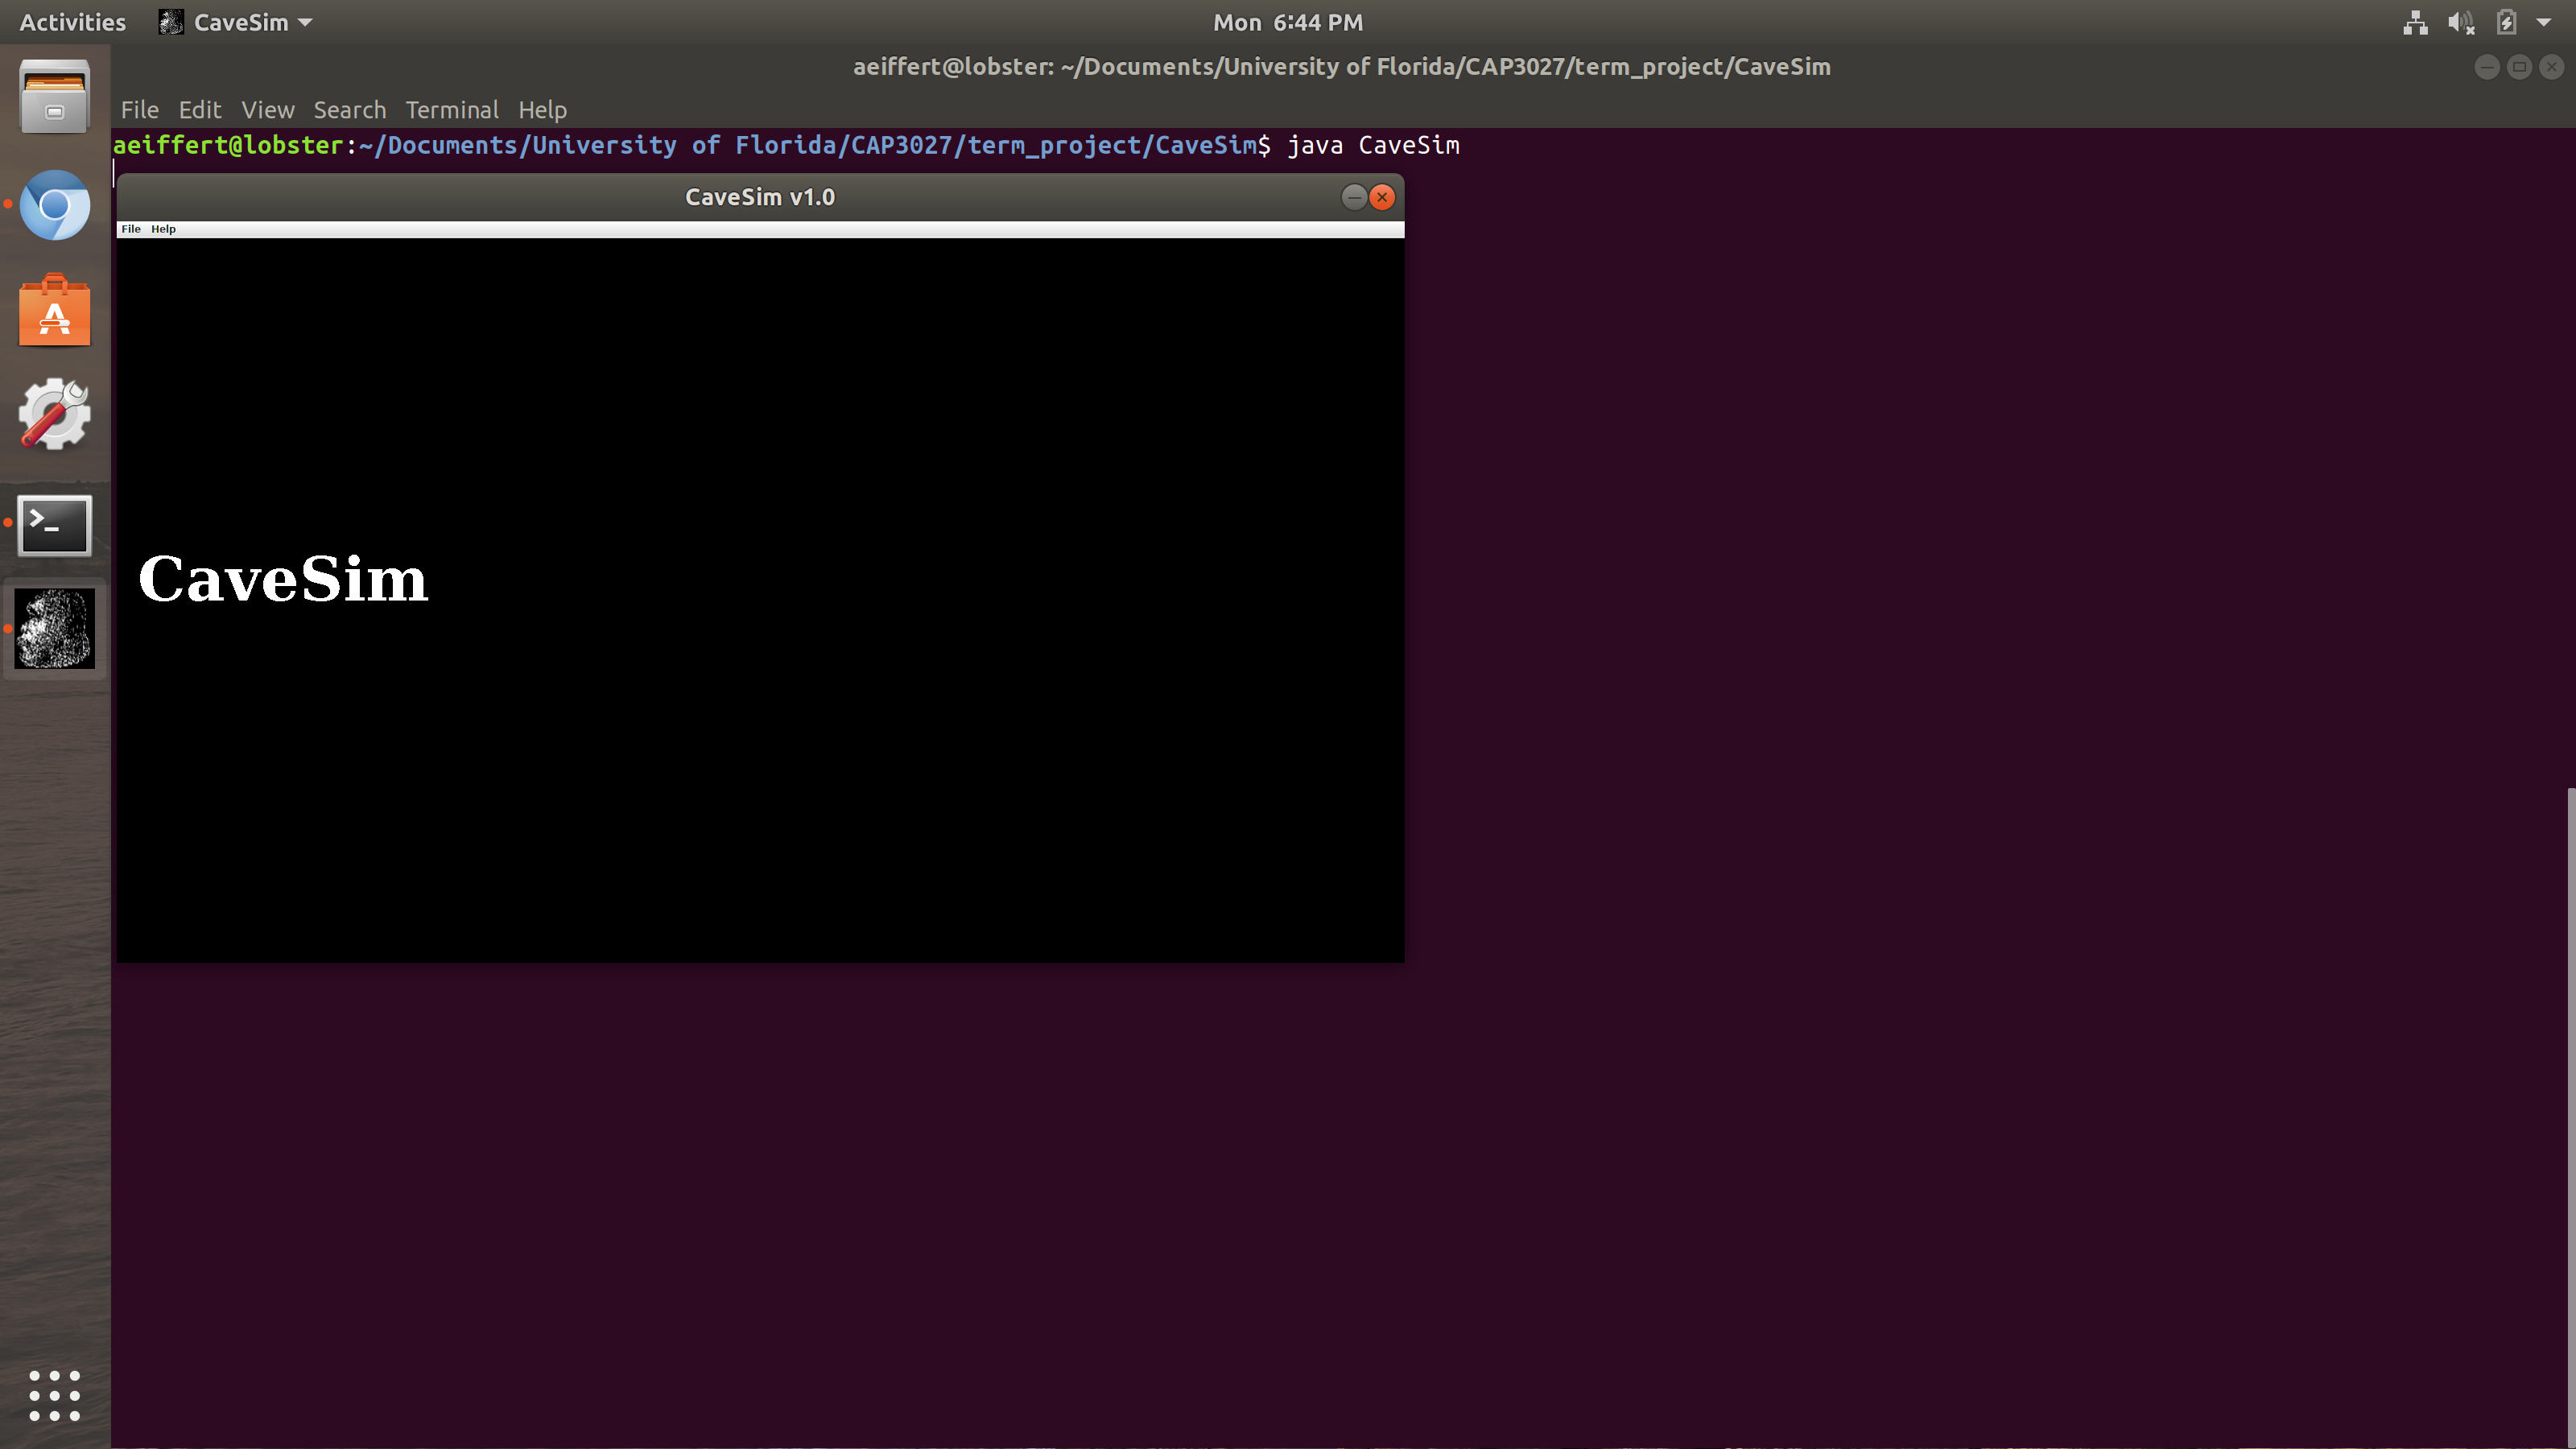 Activities CaveSim Mon 6:44 PM
aeiffert@lobster: ~/Documents/University of Florida/CAP3027/term_project/CaveSim
File Edit View Search Terminal Help
aeiffert@lobster:~/Documents/University of Florida/CAP3027/term_project/CaveSim$ java CaveSim
CaveSim v1.0
File Help
CaveSim